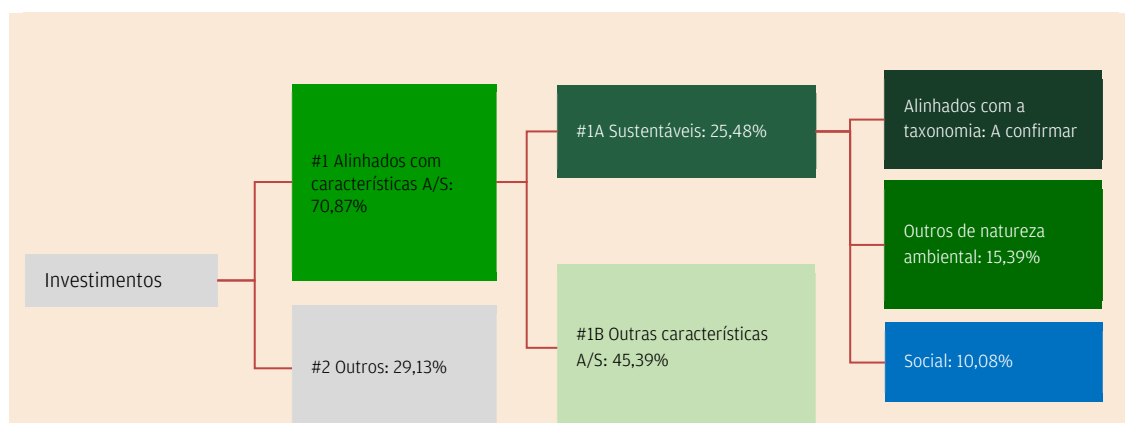 Investimentos
#1 Alinhados com
características A/S:
70,87%
#2 Outros: 29,13%
#1A Sustentáveis: 25,48%
#1B Outras características
A/S: 45,39%
Alinhados com a
taxonomia: A confirmar
Outros de natureza
ambiental: 15,39%
Social: 10,08%